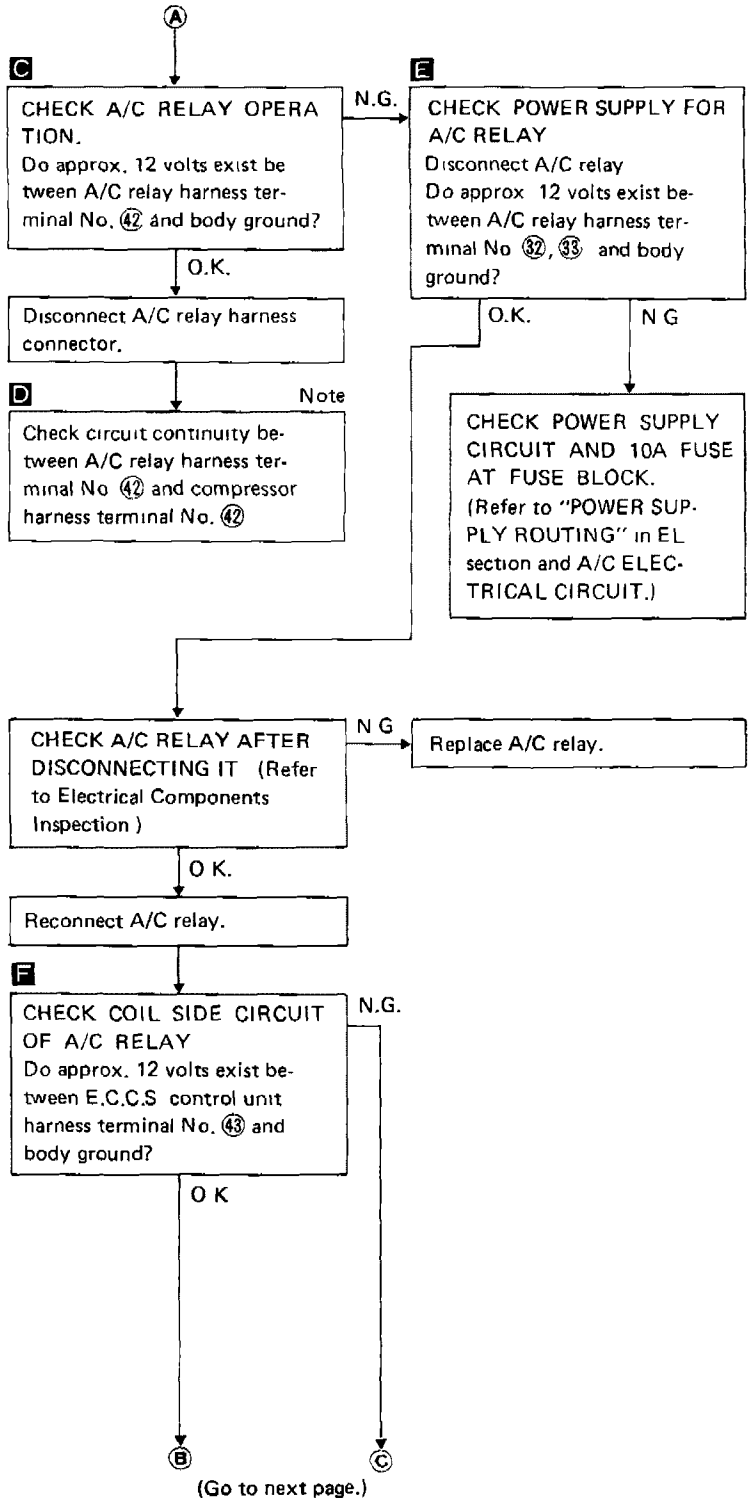 Ⓐ
C
CHECK A/C RELAY OPERA
TION.
Do approx. 12 volts exist be
tween A/C relay harness ter-
minal No. ㊷ and body ground?
N.G.
O.K.
Disconnect A/C relay harness
connector.
D
Note
Check circuit continuity be-
tween A/C relay harness ter-
minal No ㊷ and compressor
harness terminal No. ㊷
E
CHECK POWER SUPPLY FOR
A/C RELAY
Disconnect A/C relay
Do approx 12 volts exist be-
tween A/C relay harness ter-
minal No ㉜, ㉝ and body
ground?
O.K.
N G
CHECK POWER SUPPLY
CIRCUIT AND 10A FUSE
AT FUSE BLOCK.
(Refer to "POWER SUP-
PLY ROUTING" in EL
section and A/C ELEC-
TRICAL CIRCUIT.)
CHECK A/C RELAY AFTER
DISCONNECTING IT (Refer
to Electrical Components
Inspection )
N G
Replace A/C relay.
O K.
Reconnect A/C relay.
F
CHECK COIL SIDE CIRCUIT
OF A/C RELAY
Do approx. 12 volts exist be-
tween E.C.C.S control unit
harness terminal No. ㊸ and
body ground?
N.G.
O K
Ⓑ
Ⓒ
(Go to next page.)